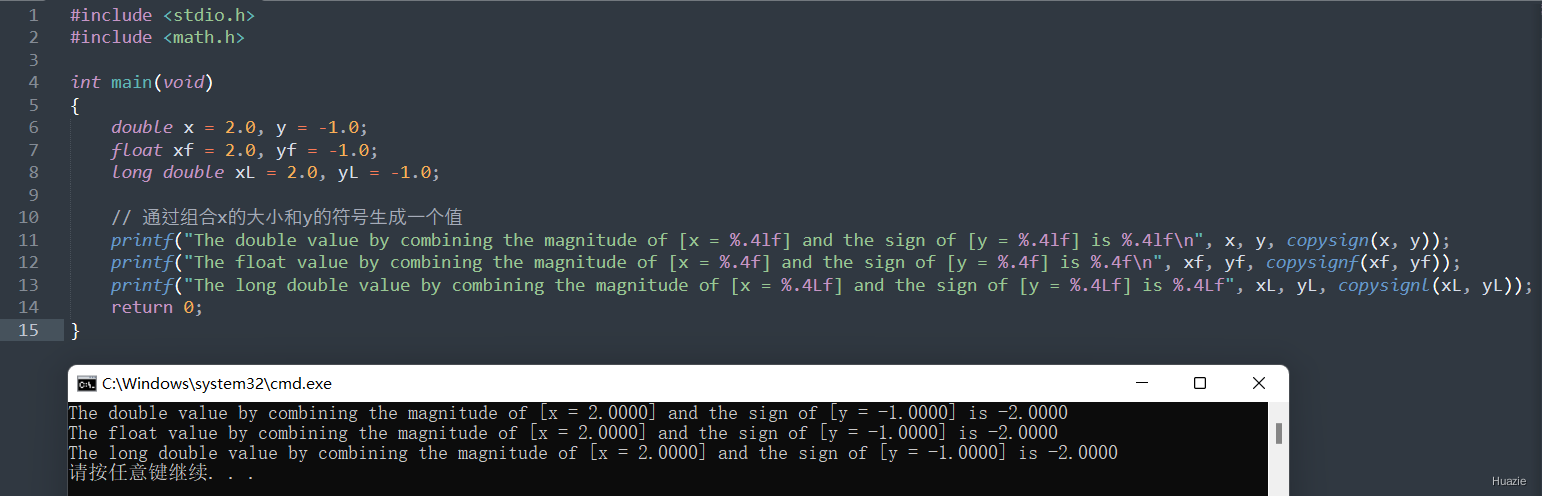 1 #include <stdio.h>
2 #include <math.h>
3
4 int main(void)
5 {
6     double x = 2.0, y = -1.0;
7     float xf = 2.0, yf = -1.0;
8     long double xL = 2.0, yL = -1.0;
9
10     // 通过组合x的大小和y的符号生成一个值
11     printf("The double value by combining the magnitude of [x = %.4lf] and the sign of [y = %.4lf] is %.4lf\n", x, y, copysign(x, y));
12     printf("The float value by combining the magnitude of [x = %.4f] and the sign of [y = %.4f] is %.4f\n", xf, yf, copysignf(xf, yf));
13     printf("The long double value by combining the magnitude of [x = %.4Lf] and the sign of [y = %.4Lf] is %.4Lf", xL, yL, copysignl(xL, yL));
14     return 0;
15 }
C:\Windows\system32\cmd.exe
The double value by combining the magnitude of [x = 2.0000] and the sign of [y = -1.0000] is -2.0000
The float value by combining the magnitude of [x = 2.0000] and the sign of [y = -1.0000] is -2.0000
The long double value by combining the magnitude of [x = 2.0000] and the sign of [y = -1.0000] is -2.0000
请按任意键继续. . .
Huazie